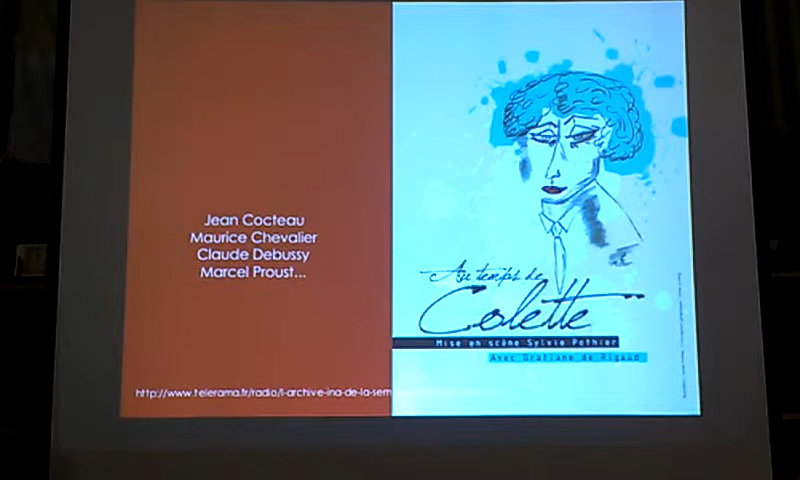 Jean Cocteau
Maurice Chevalier
Claude Debussy
Marcel Proust...
http://www.telerama.fr/radio/l-archive-ina-de-la-sem
Au temps de
Colette
Mise en scène Sylvie Pothier
Avec Gratiane de Rigaud